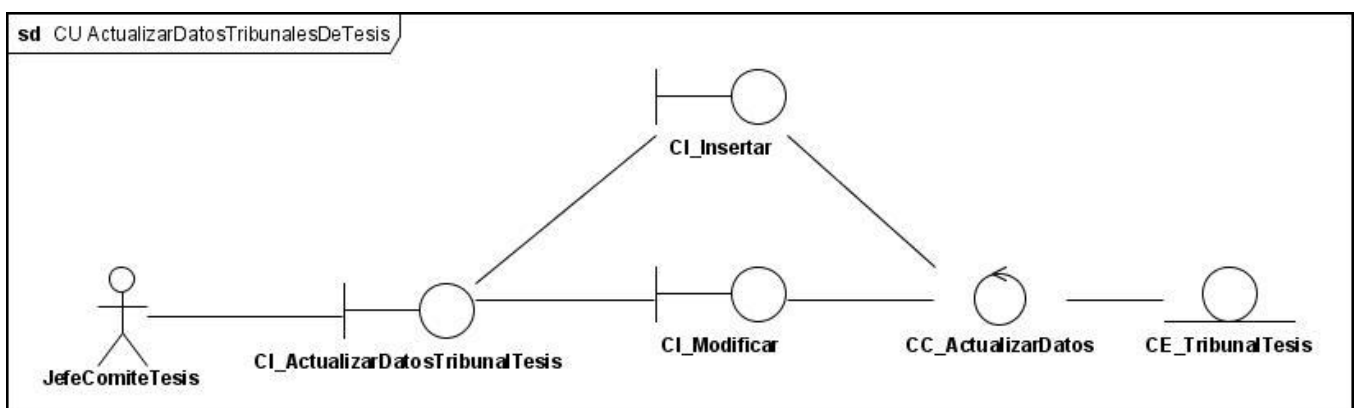 sd CU ActualizarDatosTribunalesDeTesis
CI_Insertar
CI_Modificar
CC_ActualizarDatos
CE_TribunalTesis
CI_ActualizarDatosTribunalTesis
JefeComiteTesis